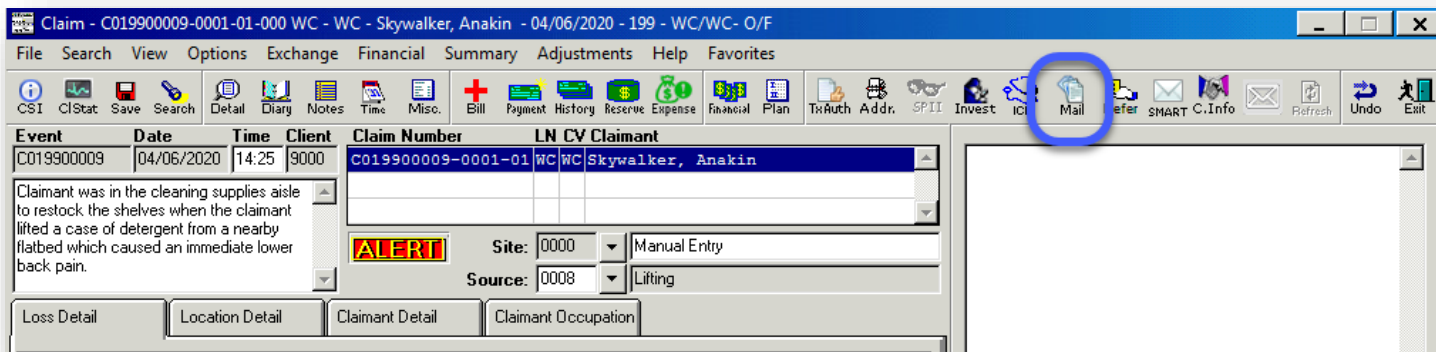 Claim - C019900009-0001-01-000 WC - WC - Skywalker, Anakin - 04/06/2020 - 199 - WC/WC- O/F
File Search View Options Exchange Financial Summary Adjustments Help Favorites
CSI ClStat Save Search Detail Diary Notes Time Misc. Bill Payment History Reserve Expense Financial Plan TxAuth Addr. SPII Invest Mail SMART C.Info Refresh Undo Exit
Event Date Time Client Claim Number LN CV Claimant
C019900009 04/06/2020 14:25 9000 C019900009-0001-01 WC WC Skywalker, Anakin
Claimant was in the cleaning supplies aisle
to restock the shelves when the claimant
lifted a case of detergent from a nearby
flatbed which caused an immediate lower
back pain.
ALERT Site: 0000 Manual Entry
Source: 0008 Lifting
Loss Detail Location Detail Claimant Detail Claimant Occupation